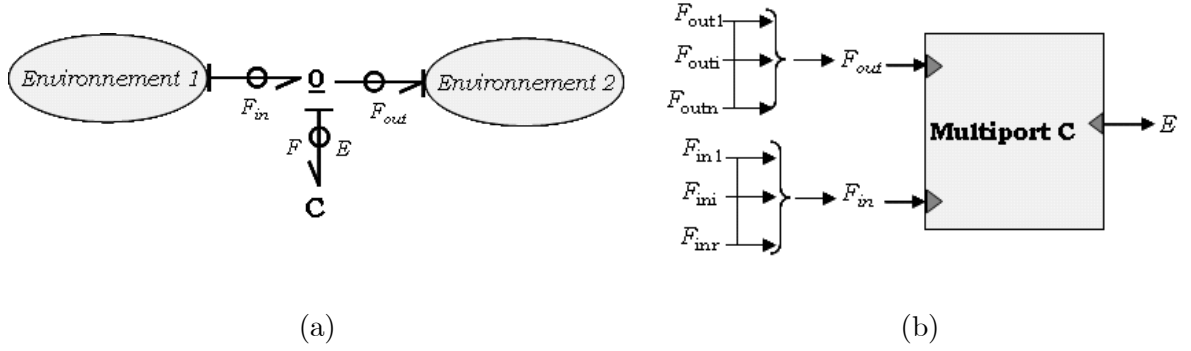 Environnement 1
0
Environnement 2
F_in
F_out
F E
C
(a)
F_out1
F_outi
F_outn
F_out
F_in1
F_ini
F_inr
F_in
Multiport C
E
(b)